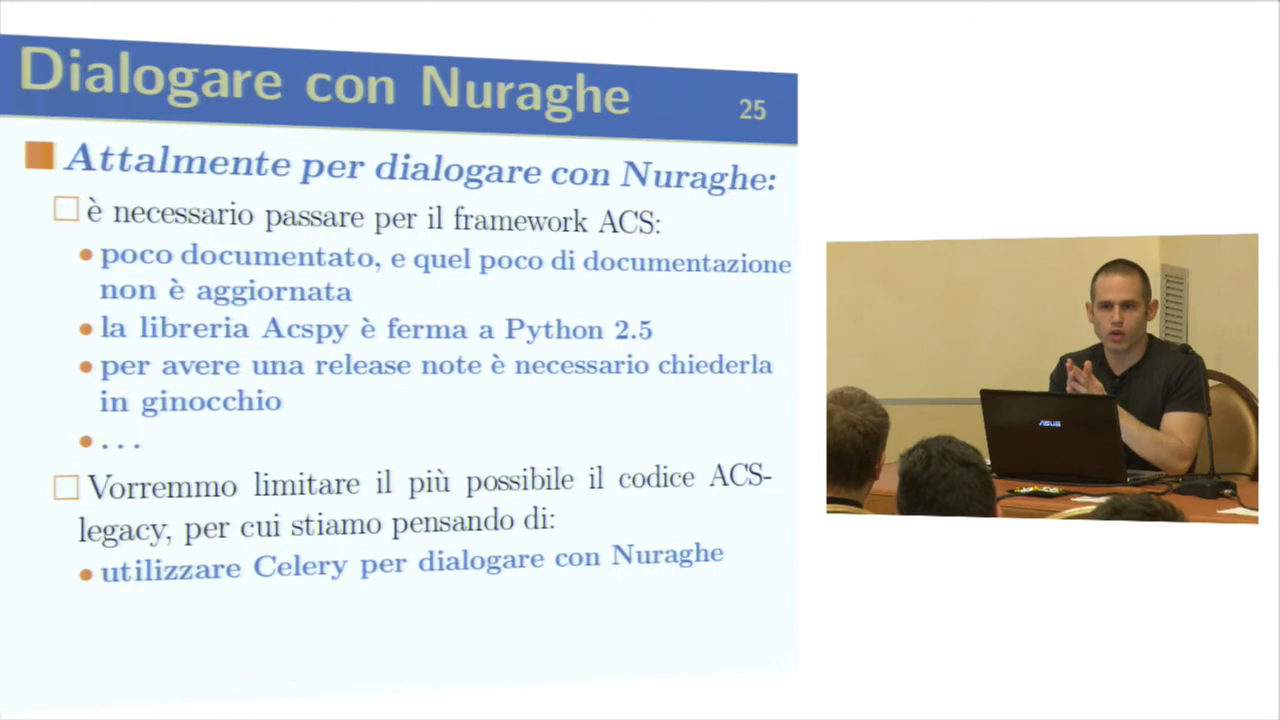 Dialogare con Nuraghe
25
Attalmente per dialogare con Nuraghe:
è necessario passare per il framework ACS:
poco documentato, e quel poco di documentazione
non è aggiornata
la libreria Acspy è ferma a Python 2.5
per avere una release note è necessario chiederla
in ginocchio
...
Vorremmo limitare il più possibile il codice ACS-
legacy, per cui stiamo pensando di:
utilizzare Celery per dialogare con Nuraghe
ASUS